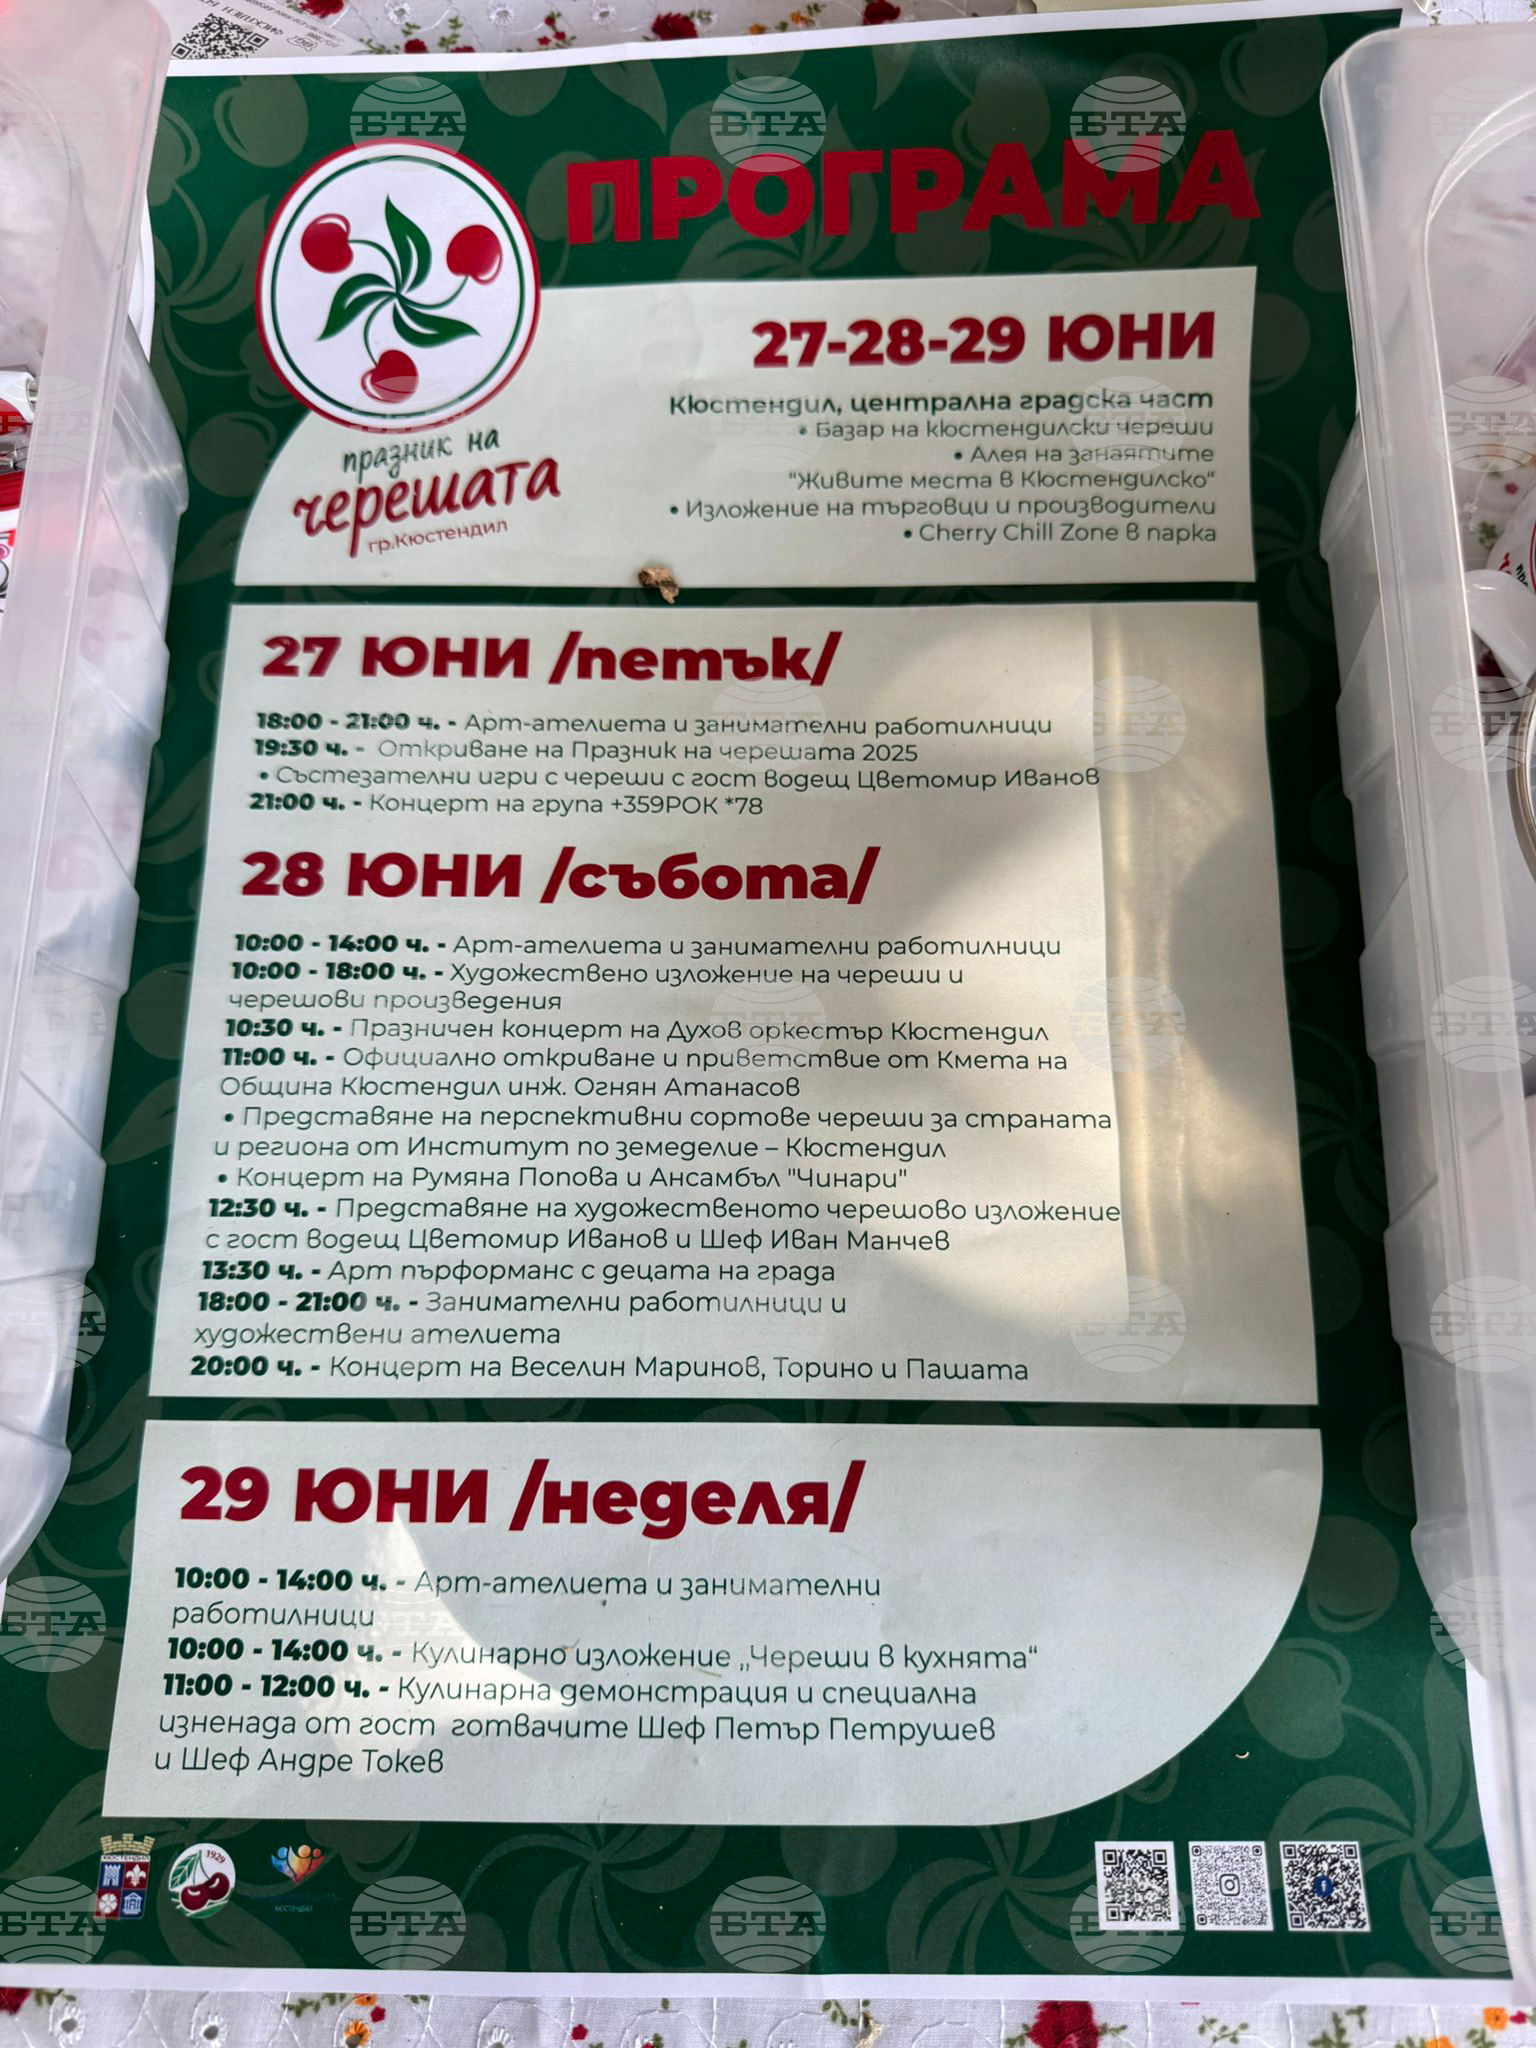 ПРОГРАМА
27-28-29 ЮНИ
Кюстендил, централна градска част
• Базар на кюстендилски череши
• Алея на занаятите
"Живите места в Кюстендилско"
• Изложение на търговци и производители
• Cherry Chill Zone в парка
празник на
черешата
гр.Кюстендил
27 ЮНИ /петък/
18:00 - 21:00 ч. - Арт-ателиета и занимателни работилници
19:30 ч. - Откриване на Празник на черешата 2025
• Състезателни игри с череши с гост водещ Цветомир Иванов
21:00 ч. - Концерт на група +359РОК *78
28 ЮНИ /събота/
10:00 - 14:00 ч. - Арт-ателиета и занимателни работилници
10:00 - 18:00 ч. - Художествено изложение на череши и
черешови произведения
10:30 ч. - Празничен концерт на Духов оркестър Кюстендил
11:00 ч. - Официално откриване и приветствие от Кмета на
Община Кюстендил инж. Огнян Атанасов
• Представяне на перспективни сортове череши за страната
и региона от Институт по земеделие – Кюстендил
• Концерт на Румяна Попова и Ансамбъл "Чинари"
12:30 ч. - Представяне на художественото черешово изложение
с гост водещ Цветомир Иванов и Шеф Иван Манчев
13:30 ч. - Арт пърформанс с децата на града
18:00 - 21:00 ч. - Занимателни работилници и
художествени ателиета
20:00 ч. - Концерт на Веселин Маринов, Торино и Пашата
29 ЮНИ /неделя/
10:00 - 14:00 ч. - Арт-ателиета и занимателни
работилници
10:00 - 14:00 ч. - Кулинарно изложение „Череши в кухнята“
11:00 - 12:00 ч. - Кулинарна демонстрация и специална
изненада от гост готвачите Шеф Петър Петрушев
и Шеф Андре Токев
КЮСТЕНДИЛ
1929
КЮСТЕНДИЛ
БТА